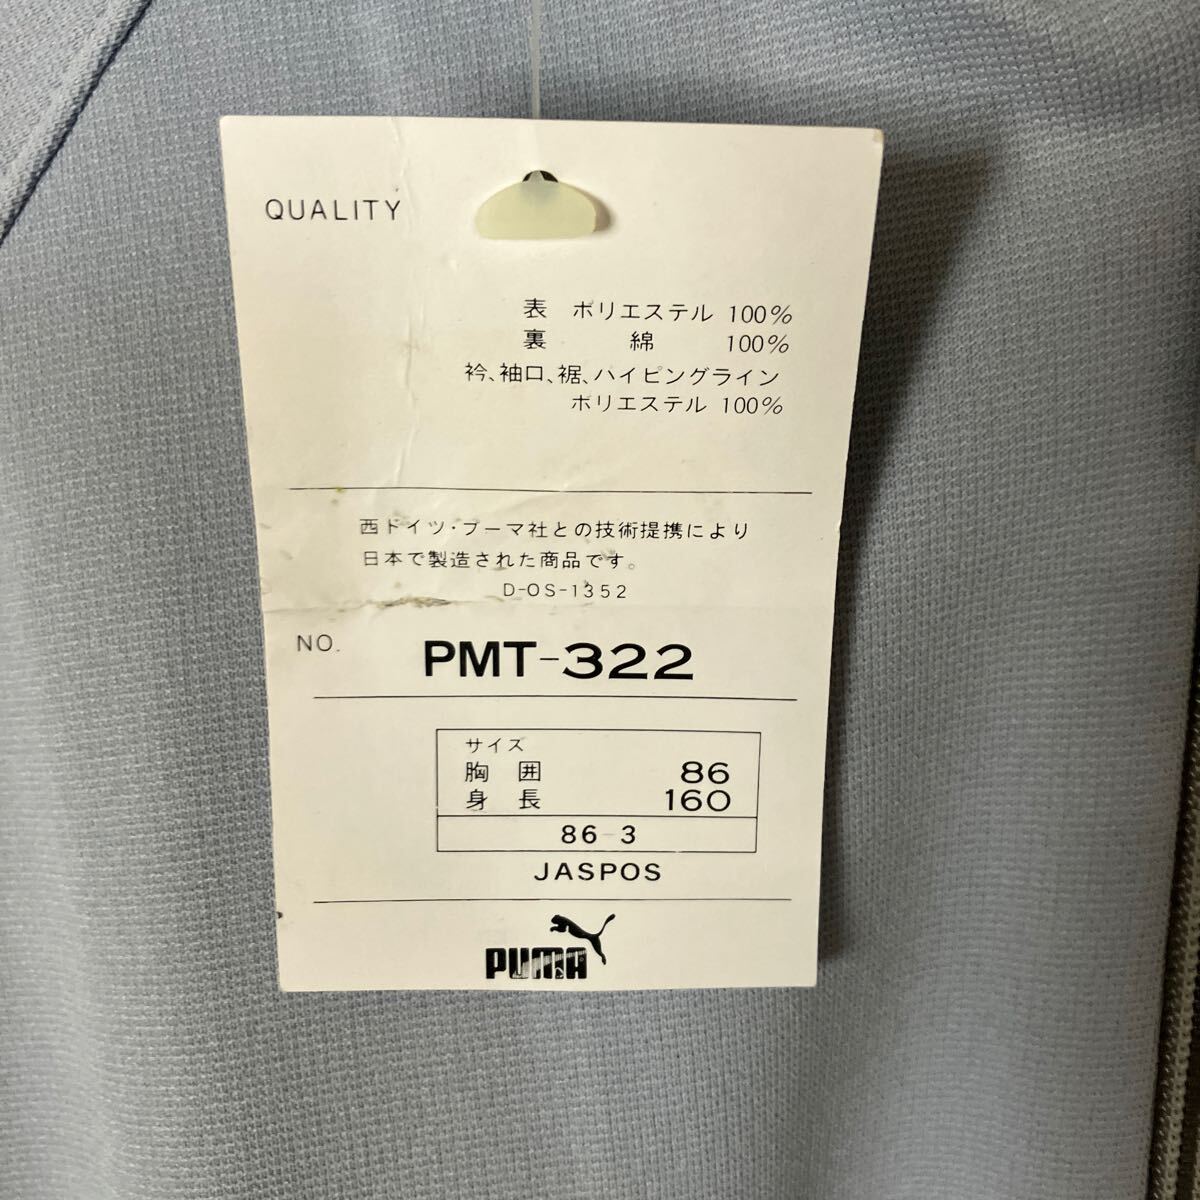 QUALITY
表 ポリエステル 100%
裏 綿 100%
衿、袖口、裾、ハイピングライン
ポリエステル 100%
西ドイツ・プーマ社との技術提携により
日本で製造された商品です。
D-OS-1352
NO. PMT-322
サイズ
胸 囲 86
身 長 160
86-3
JASPOS
PUMA